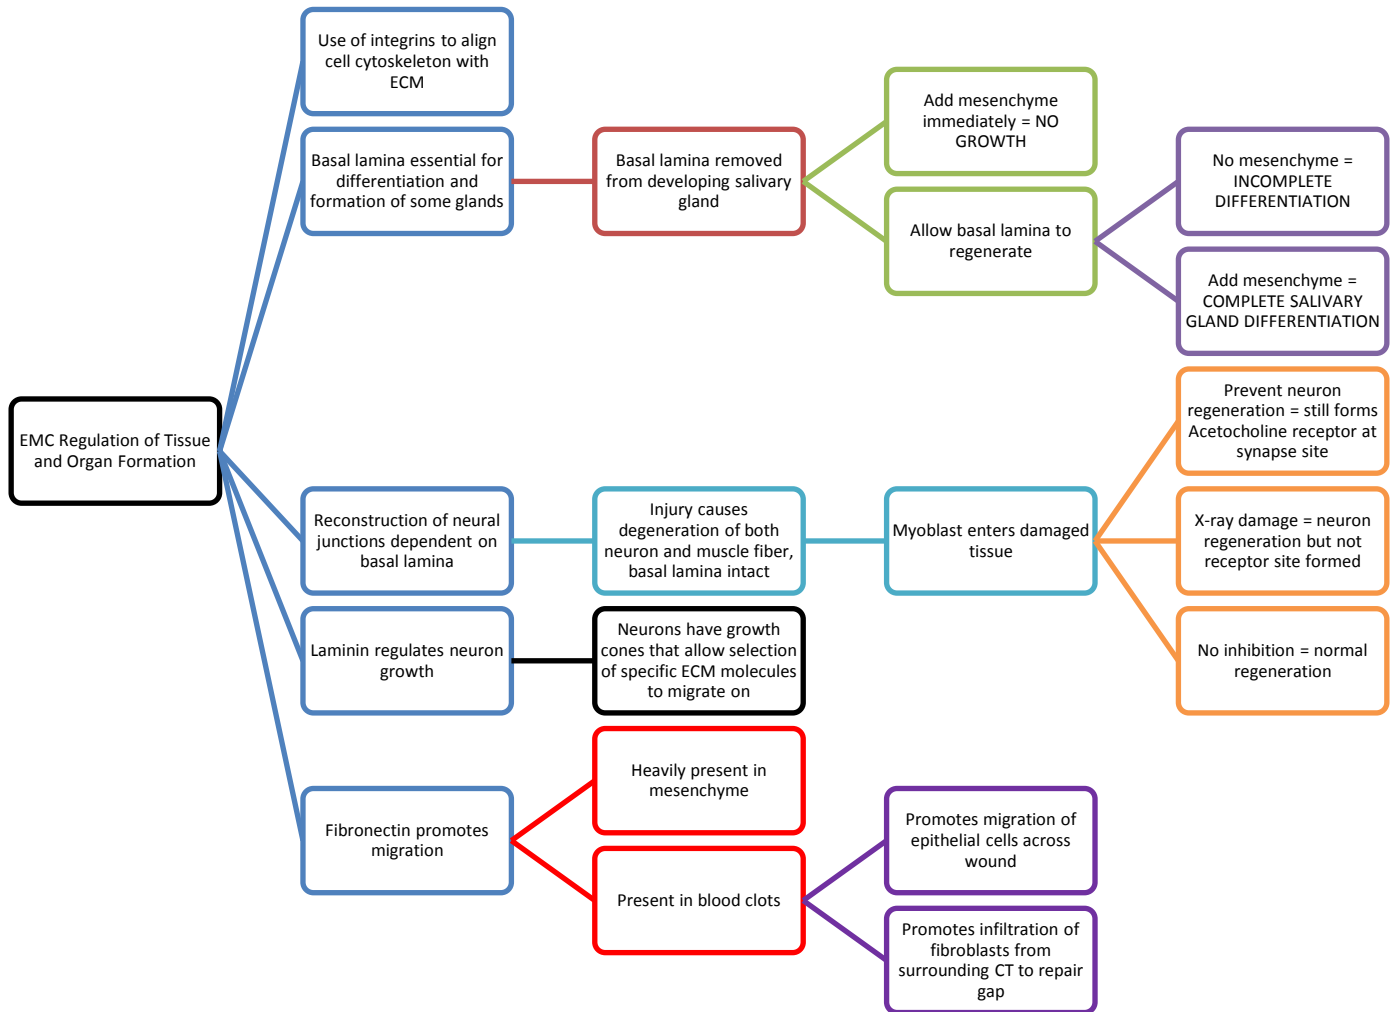 Use of integrins to align
cell cytoskeleton with
ECM
Basal lamina essential for
differentiation and
formation of some glands
Basal lamina removed
from developing salivary
gland
Add mesenchyme
immediately = NO
GROWTH
Allow basal lamina to
regenerate
No mesenchyme =
INCOMPLETE
DIFFERENTIATION
Add mesenchyme =
COMPLETE SALIVARY
GLAND DIFFERENTIATION
EMC Regulation of Tissue
and Organ Formation
Reconstruction of neural
junctions dependent on
basal lamina
Injury causes
degeneration of both
neuron and muscle fiber,
basal lamina intact
Myoblast enters damaged
tissue
Prevent neuron
regeneration = still forms
Acetocholine receptor at
synapse site
X-ray damage = neuron
regeneration but not
receptor site formed
No inhibition = normal
regeneration
Laminin regulates neuron
growth
Neurons have growth
cones that allow selection
of specific ECM molecules
to migrate on
Fibronectin promotes
migration
Heavily present in
mesenchyme
Present in blood clots
Promotes migration of
epithelial cells across
wound
Promotes infiltration of
fibroblasts from
surrounding CT to repair
gap